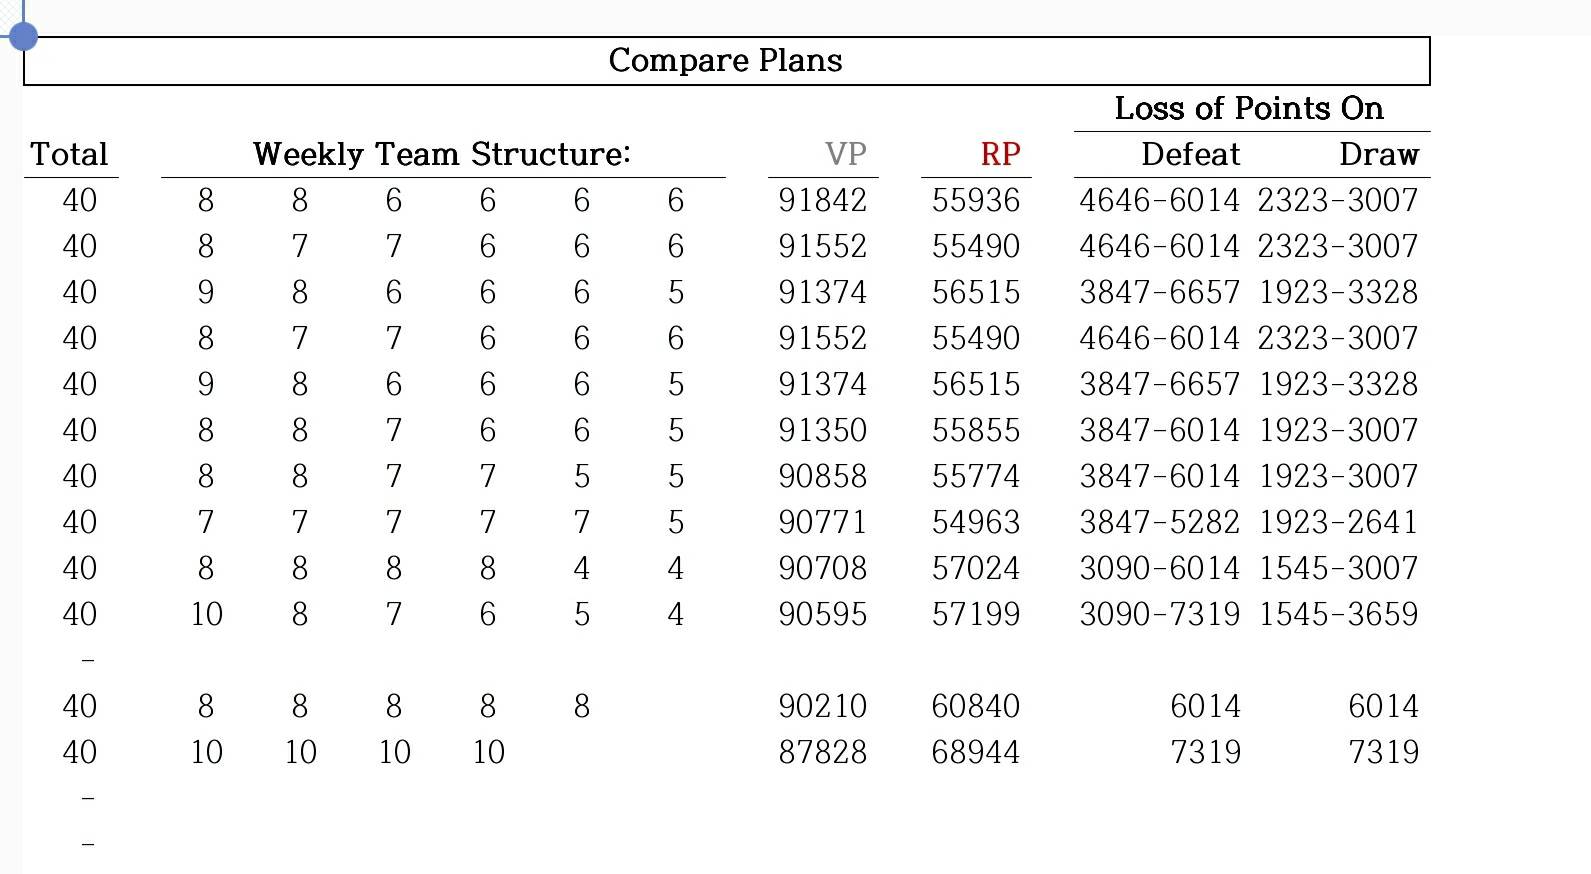 Compare Plans
Loss of Points On
Total Weekly Team Structure: VP RP Defeat Draw
40 8 8 6 6 6 6 91842 55936 4646-6014 2323-3007
40 8 7 7 6 6 6 91552 55490 4646-6014 2323-3007
40 9 8 6 6 6 5 91374 56515 3847-6657 1923-3328
40 8 7 7 6 6 6 91552 55490 4646-6014 2323-3007
40 9 8 6 6 6 5 91374 56515 3847-6657 1923-3328
40 8 8 7 6 6 5 91350 55855 3847-6014 1923-3007
40 8 8 7 7 5 5 90858 55774 3847-6014 1923-3007
40 7 7 7 7 7 5 90771 54963 3847-5282 1923-2641
40 8 8 8 8 4 4 90708 57024 3090-6014 1545-3007
40 10 8 7 6 5 4 90595 57199 3090-7319 1545-3659
-
40 8 8 8 8 8 90210 60840 6014 6014
40 10 10 10 10 87828 68944 7319 7319
-
-